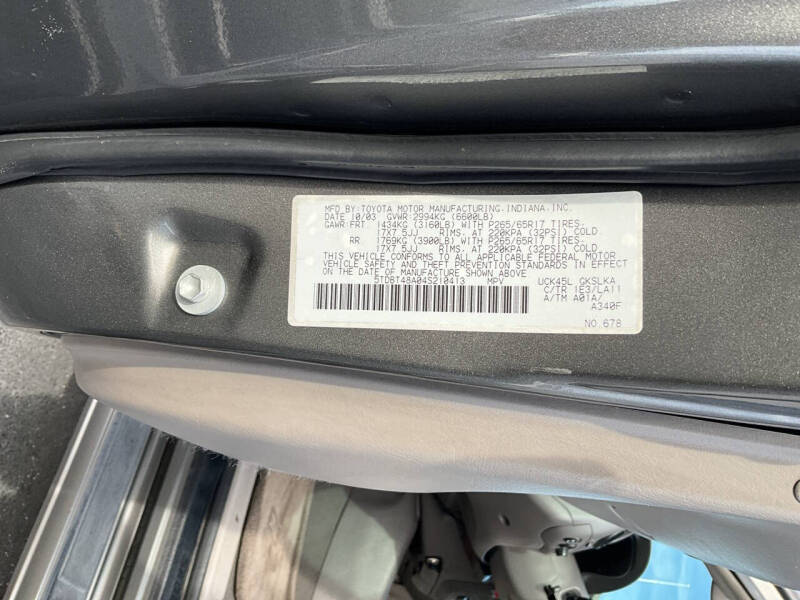 MFD BY:TOYOTA MOTOR MANUFACTURING.INDIANA.INC.
DATE 10/03 GVWR:2994KG (6600LB)
GAWR:FRT. 1434KG (3160LB) WITH P265/65R17 TIRES.
17X7.5JJ RIMS. AT 220KPA (32PSI) COLD.
RR. 1769KG (3900LB) WITH P265/65R17 TIRES.
17X7.5JJ RIMS. AT 220KPA (32PSI) COLD.
THIS VEHICLE CONFORMS TO ALL APPLICABLE FEDERAL MOTOR
VEHICLE SAFETY AND THEFT PREVENTION STANDARDS IN EFFECT
ON THE DATE OF MANUFACTURE SHOWN ABOVE
5TDBT48A04S210413 MPV UCK45L GKSLKA
C/TR 1E3/LA11
A/TM A01A/
A340F
NO.678